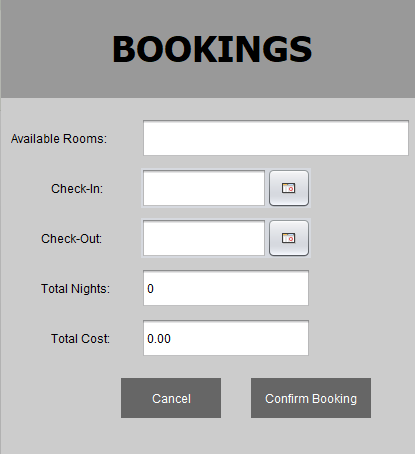 BOOKINGS
Available Rooms:
Check-In:
Check-Out:
Total Nights: 0
Total Cost: 0.00
Cancel Confirm Booking